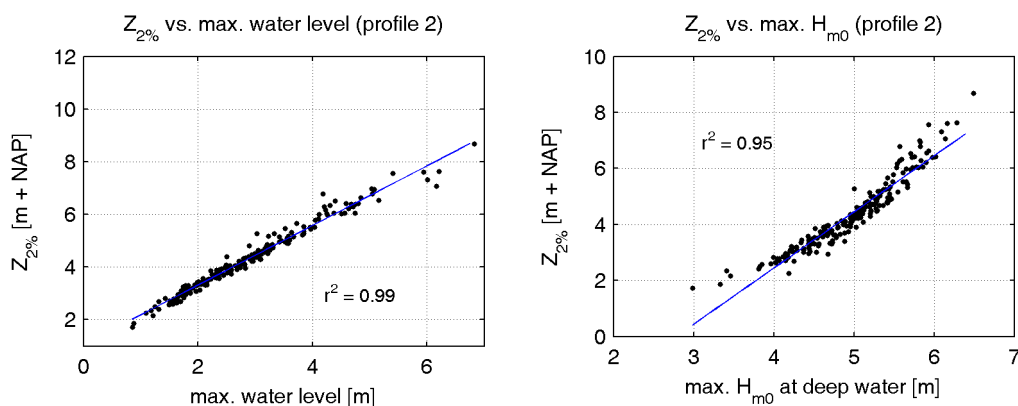 Z2% vs. max. water level (profile 2)
12
10
8
6
4
2
Z2% [m + NAP]
r² = 0.99
0 2 4 6
max. water level [m]
Z2% vs. max. Hm0 (profile 2)
10
8
6
4
2
0
Z2% [m + NAP]
r² = 0.95
2 3 4 5 6 7
max. Hm0 at deep water [m]